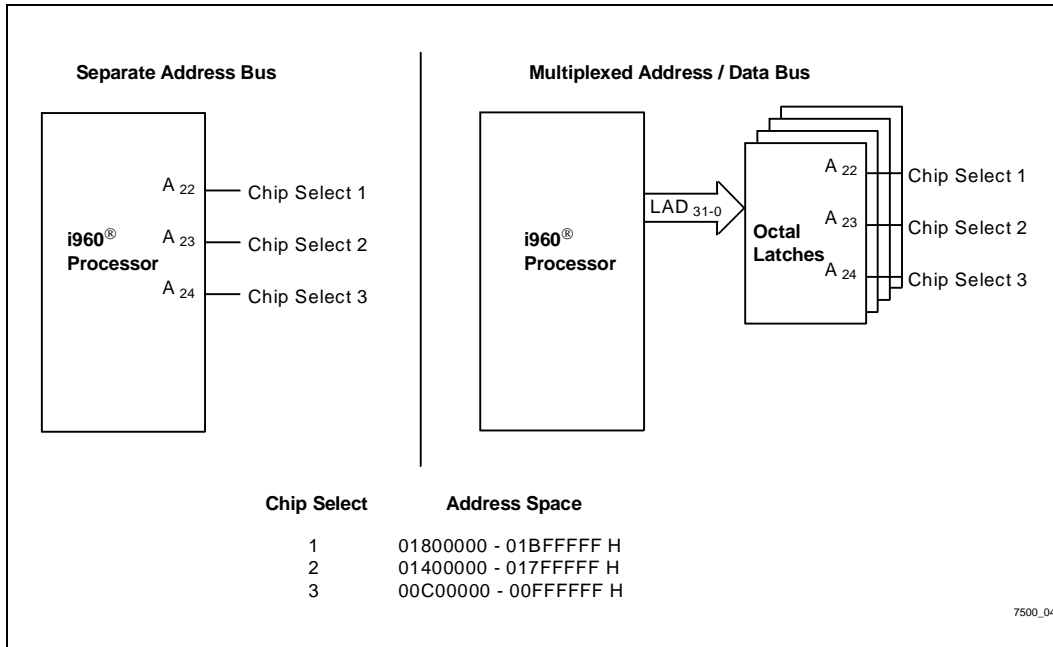 Separate Address Bus
Multiplexed Address / Data Bus
A 22
Chip Select 1
A 23
Chip Select 2
A 24
Chip Select 3
i960®
Processor
i960®
Processor
LAD 31-0
Octal
Latches
A 22
Chip Select 1
A 23
Chip Select 2
A 24
Chip Select 3
Chip Select Address Space
1 01800000 - 01BFFFFF H
2 01400000 - 017FFFFF H
3 00C00000 - 00FFFFFF H
7500_04